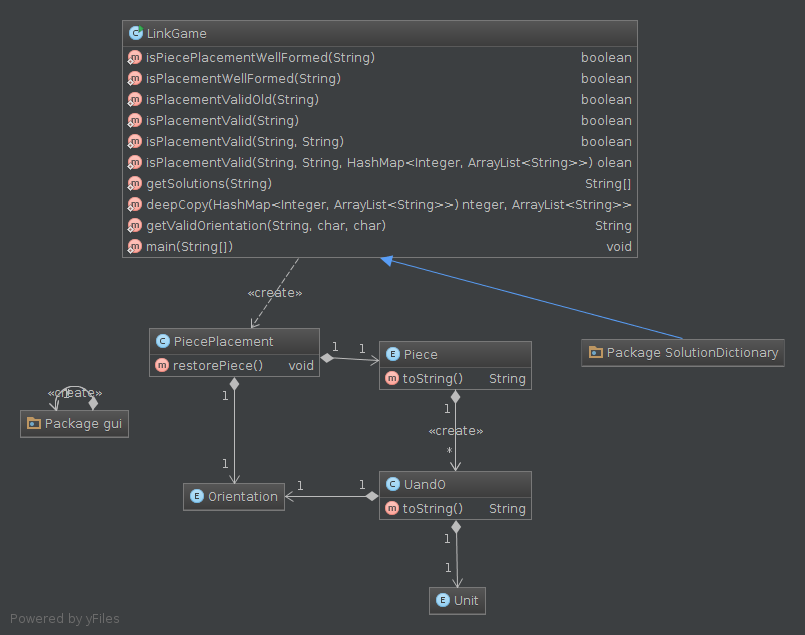 LinkGame
isPiecePlacementWellFormed(String) boolean
isPlacementWellFormed(String) boolean
isPlacementValidOld(String) boolean
isPlacementValid(String) boolean
isPlacementValid(String, String) boolean
isPlacementValid(String, String, HashMap<Integer, ArrayList<String>>) olean
getSolutions(String) String[]
deepCopy(HashMap<Integer, ArrayList<String>>) nteger, ArrayList<String>>
getValidOrientation(String, char, char) String
main(String[]) void
«create»
PiecePlacement
restorePiece() void
1 1
Piece
toString() String
Package SolutionDictionary
«create»
Package gui
1
1
1
«create»
*
Orientation
1 1
UandO
toString() String
1
1
Unit
Powered by yFiles